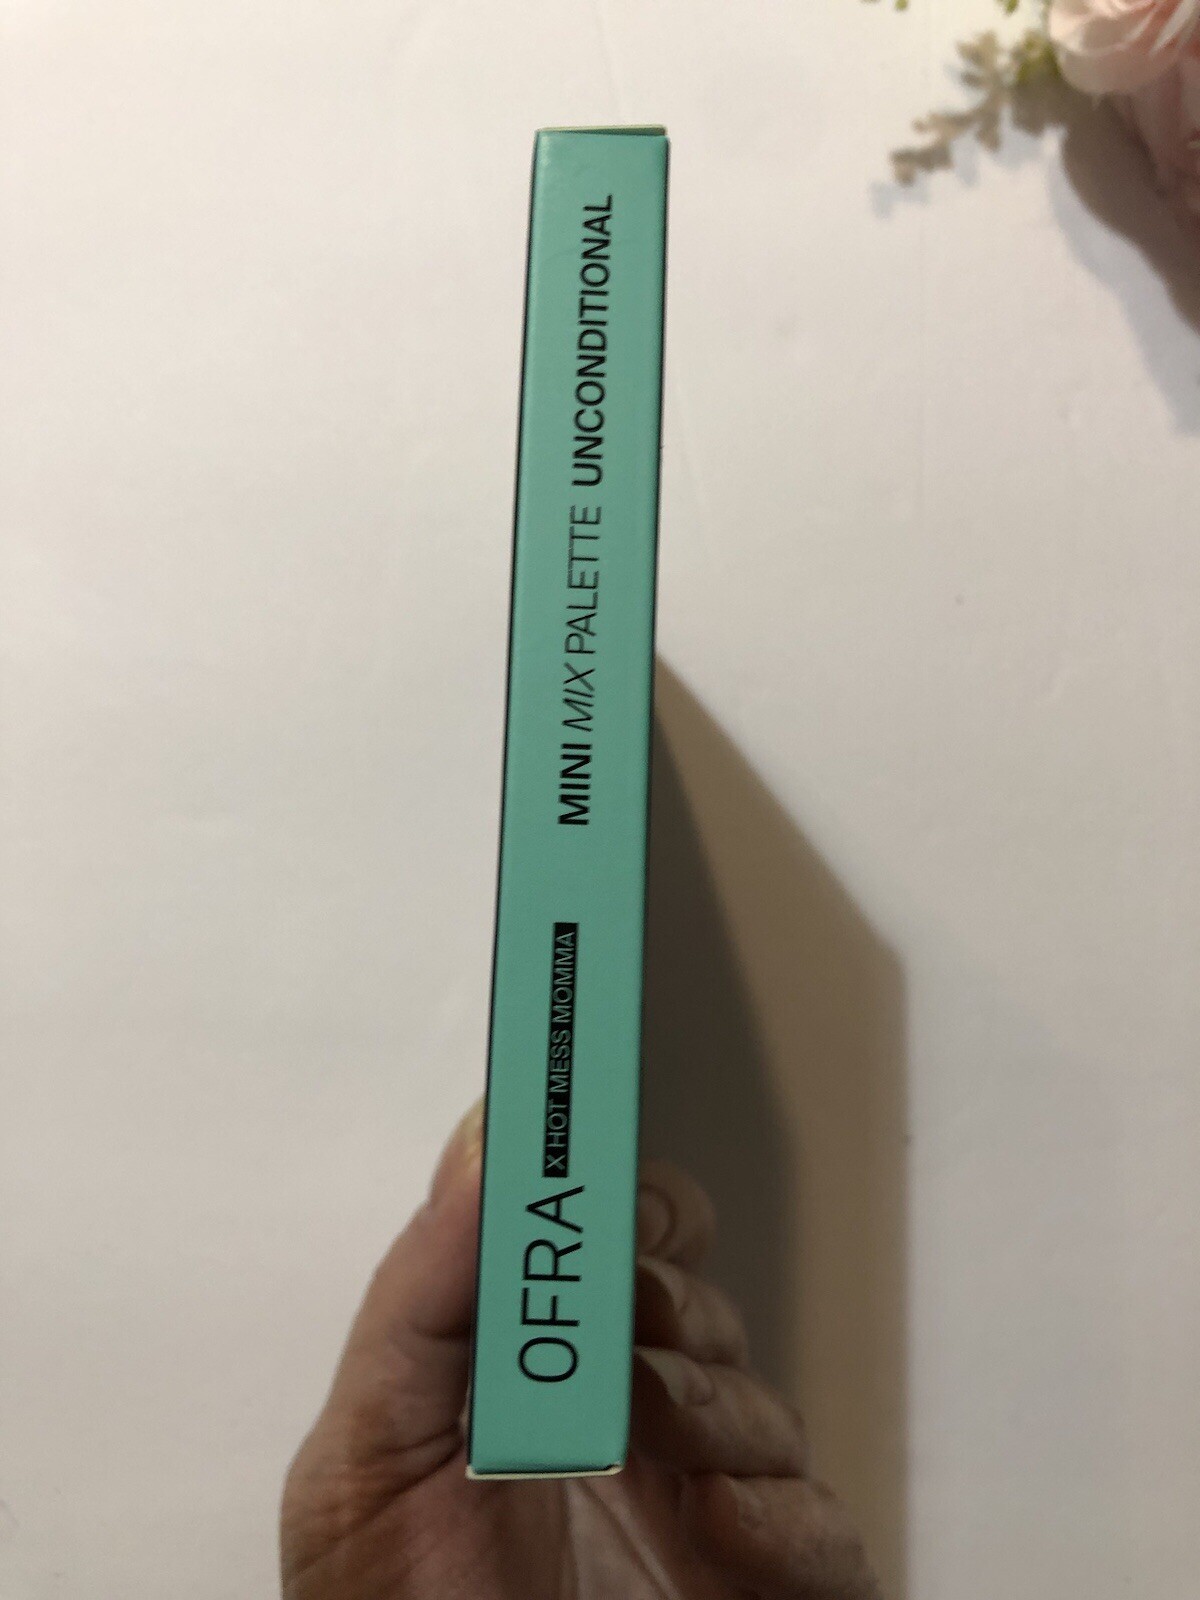 OFRA X HOT MESS MOMMA MINI MIX PALETTE UNCONDITIONAL